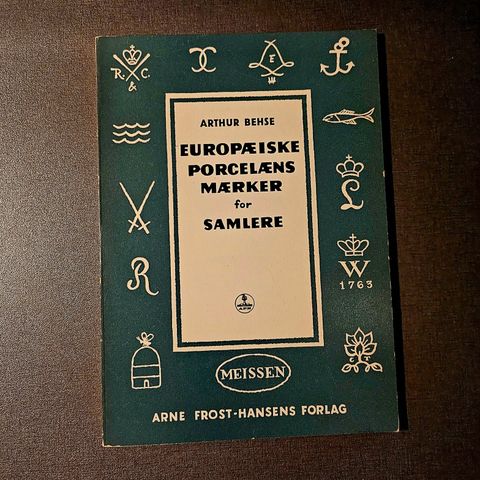 R. C.
&
E
ARTHUR BEHSE
EUROPÆISKE
PORCELÆNS
MÆRKER
for
SAMLERE
L
R
W
1763
C T
MEISSEN
ARNE FROST-HANSENS FORLAG